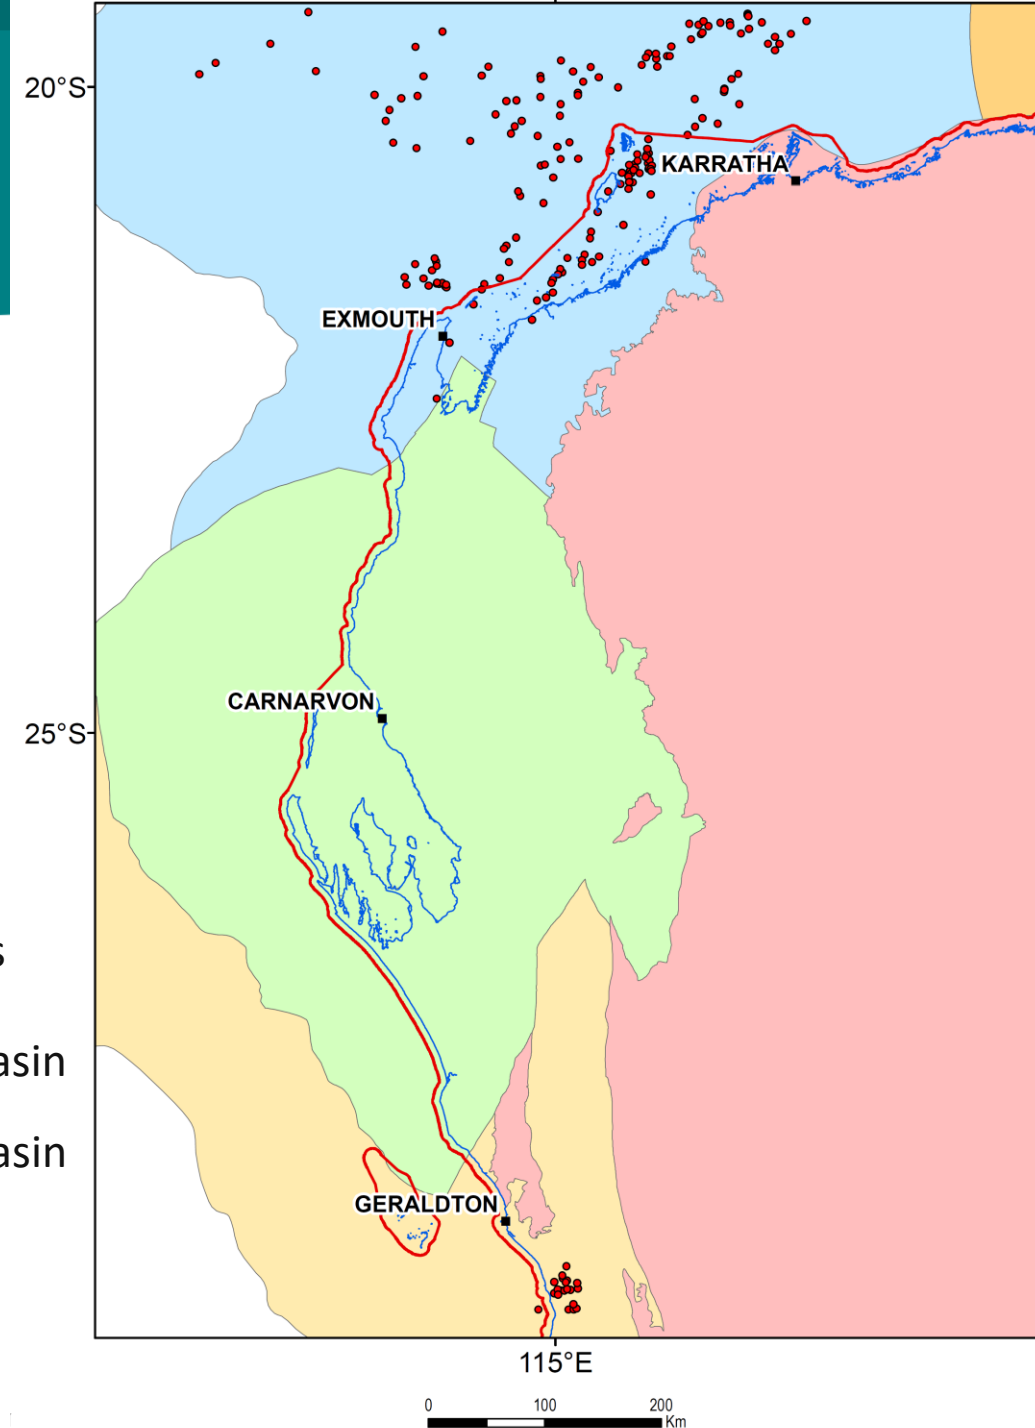 20°S
KARRATHA
EXMOUTH
CARNARVON
25°S
s
asin
asin
GERALDTON
115°E
0 100 200
Km